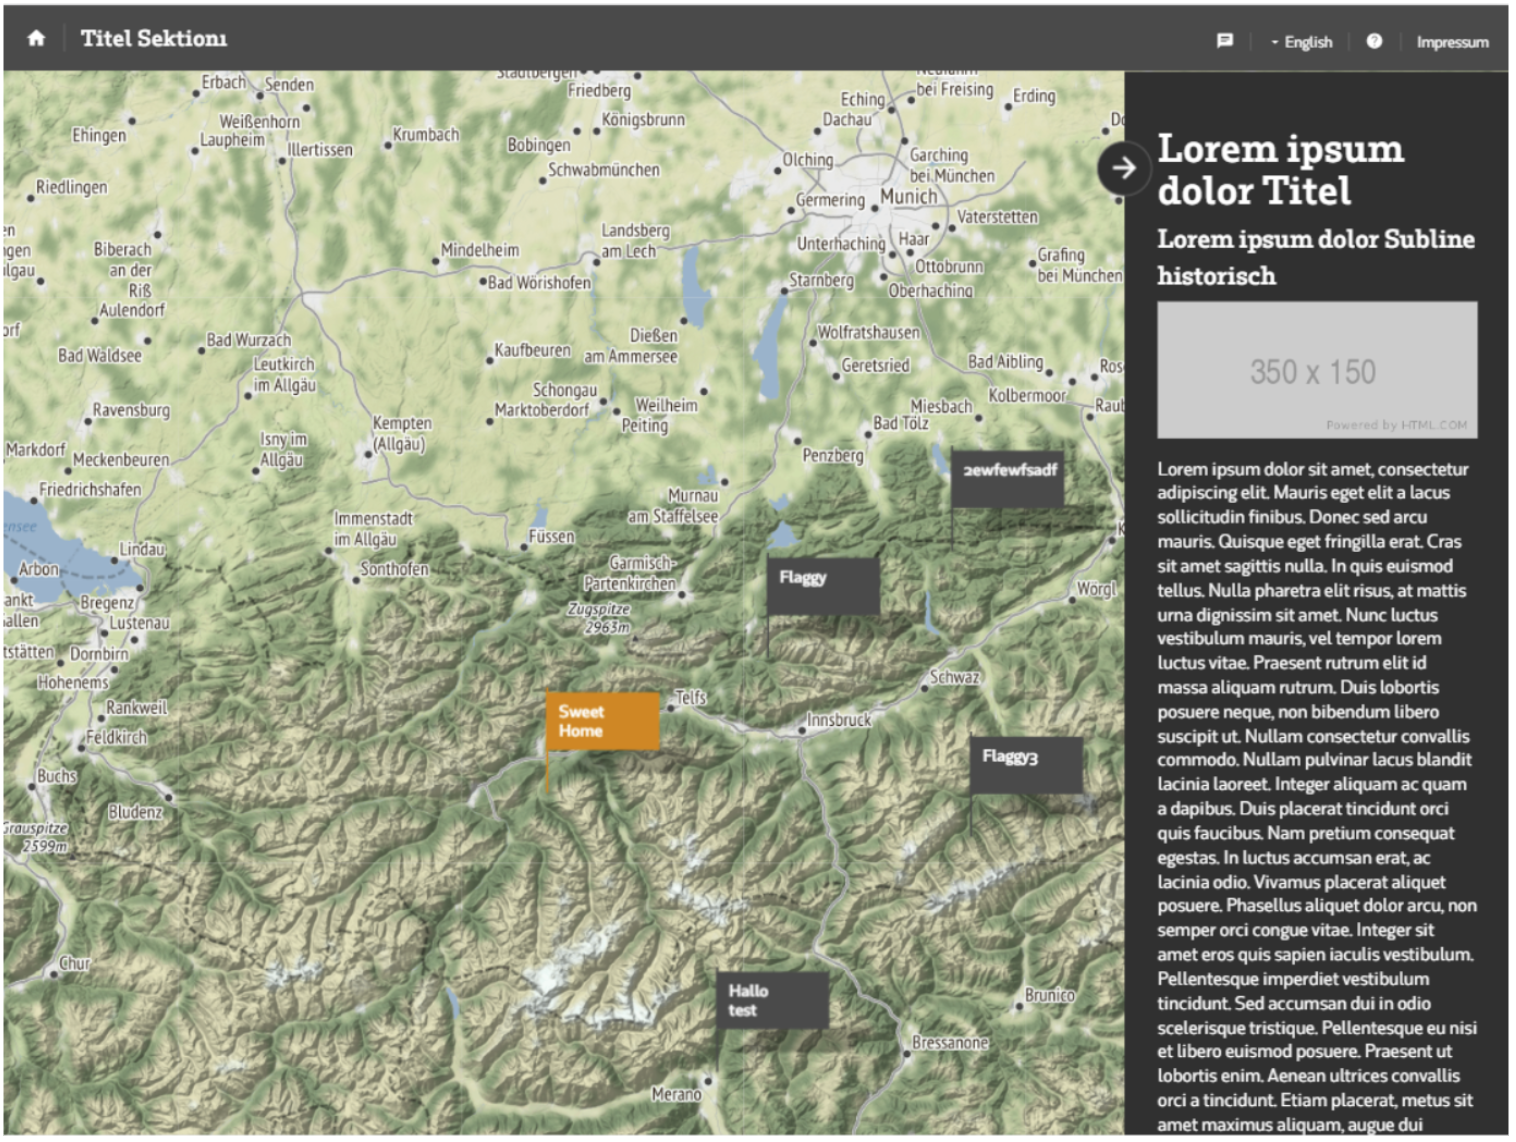 Titel Sektion1
English
Impressum
Erbach
Senden
Stadtbergen
Friedberg
Eching
bei Freising
Erding
Ehingen
Weißenhorn
Laupheim
Illertissen
Krumbach
Königsbrunn
Bobingen
Dachau
Schwabmünchen
Olching
Garching
bei München
Riedlingen
Germering
Munich
Vaterstetten
Biberach
an der
Riß
Mindelheim
Landsberg
am Lech
Unterhaching
Haar
Ottobrunn
Grafing
bei München
Bad Wörishofen
Starnberg
Oberhaching
Aulendorf
Bad Waldsee
Bad Wurzach
Leutkirch
im Allgäu
Kaufbeuren
Dießen
am Ammersee
Wolfratshausen
Geretsried
Bad Aibling
Ros
Kolbermoor
Schongau
Marktoberdorf
Weilheim
Peiting
Miesbach
Raub
Ravensburg
Kempten
(Allgäu)
Bad Tölz
Markdorf
Meckenbeuren
Isny im
Allgäu
Penzberg
2ewfewfsadf
Friedrichshafen
Murnau
am Staffelsee
Immenstadt
im Allgäu
Füssen
ensee
Lindau
Arbon
Sonthofen
Garmisch-
Partenkirchen
Flaggy
Wörgl
Bregenz
Lustenau
Zugspitze
2963m
Dornbirn
Hohenems
Schwaz
Rankweil
Feldkirch
Sweet
Home
Telfs
Innsbruck
Flaggy3
Buchs
Bludenz
Grauspitze
2599m
Chur
Hallo
test
Brunico
Bressanone
Merano
Lorem ipsum
dolor Titel
Lorem ipsum dolor Subline
historisch
350 x 150
Powered by HTML.COM
Lorem ipsum dolor sit amet, consectetur
adipiscing elit. Mauris eget elit a lacus
sollicitudin finibus. Donec sed arcu
mauris. Quisque eget fringilla erat. Cras
sit amet sagittis nulla. In quis euismod
tellus. Nulla pharetra elit risus, at mattis
urna dignissim sit amet. Nunc luctus
vestibulum mauris, vel tempor lorem
luctus vitae. Praesent rutrum elit id
massa aliquam rutrum. Duis lobortis
posuere neque, non bibendum libero
suscipit ut. Nullam consectetur convallis
commodo. Nullam pulvinar lacus blandit
lacinia laoreet. Integer aliquam ac quam
a dapibus. Duis placerat tincidunt orci
quis faucibus. Nam pretium consequat
egestas. In luctus accumsan erat, ac
lacinia odio. Vivamus placerat aliquet
posuere. Phasellus aliquet dolor arcu, non
semper orci congue vitae. Integer sit
amet eros quis sapien iaculis vestibulum.
Pellentesque imperdiet vestibulum
tincidunt. Sed accumsan dui in odio
scelerisque tristique. Pellentesque eu nisi
et libero euismod posuere. Praesent ut
lobortis enim. Aenean ultrices convallis
orci a tincidunt. Etiam placerat, metus sit
amet maximus aliquam, augue dui